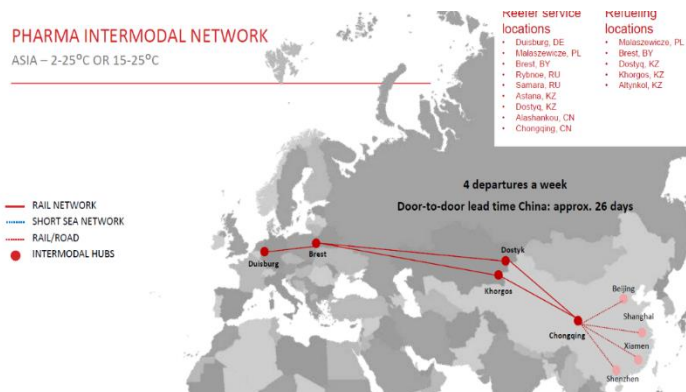 PHARMA INTERMODAL NETWORK
ASIA – 2-25ºC OR 15-25ºC
Reefer service
locations
• Duisburg, DE
• Malaszewicze, PL
• Brest, BY
• Rybnoe, RU
• Samara, RU
• Astana, KZ
• Dostyq, KZ
• Alashankou, CN
• Chongqing, CN
Refueling
locations
• Malaszewicze, PL
• Brest, BY
• Dostyq, KZ
• Khorgos, KZ
• Altynkol, KZ
4 departures a week
Door-to-door lead time China: approx. 26 days
RAIL NETWORK
SHORT SEA NETWORK
RAIL/ROAD
INTERMODAL HUBS
Duisburg
Brest
Dostyk
Khorgos
Beijing
Shanghai
Chongqing
Xiamen
Shenzhen